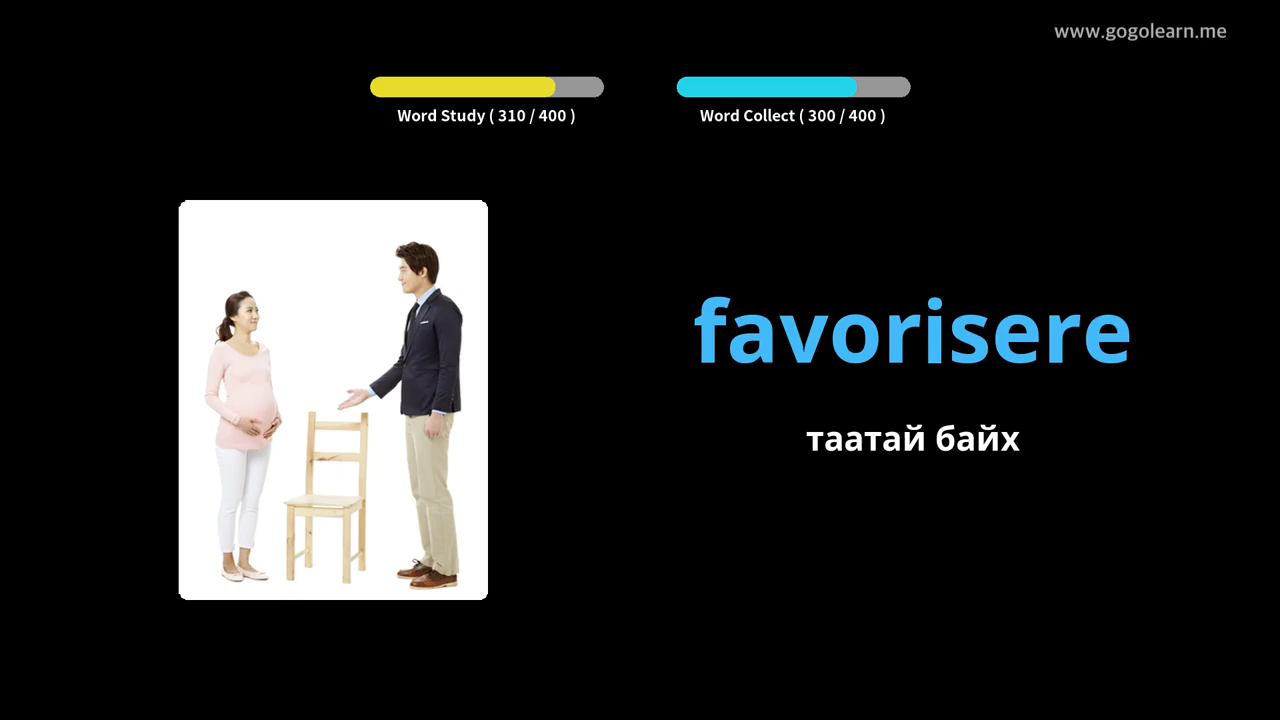 www.gogolearn.me
Word Study ( 310 / 400 )
Word Collect ( 300 / 400 )
favorisere
таатай байх